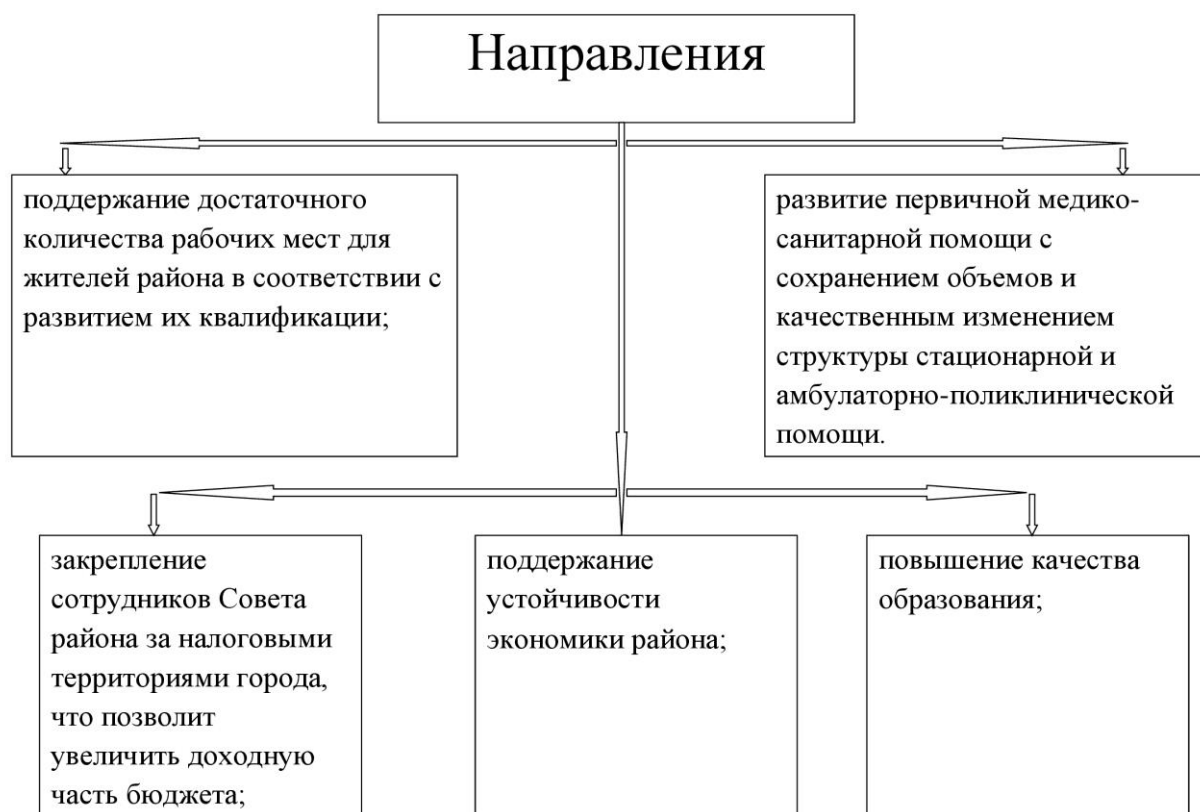 Направления
поддержание достаточного
количества рабочих мест для
жителей района в соответствии с
развитием их квалификации;
развитие первичной медико-
санитарной помощи с
сохранением объемов и
качественным изменением
структуры стационарной и
амбулаторно-поликлинической
помощи.
закрепление
сотрудников Совета
района за налоговыми
территориями города,
что позволит
увеличить доходную
часть бюджета;
поддержание
устойчивости
экономики района;
повышение качества
образования;